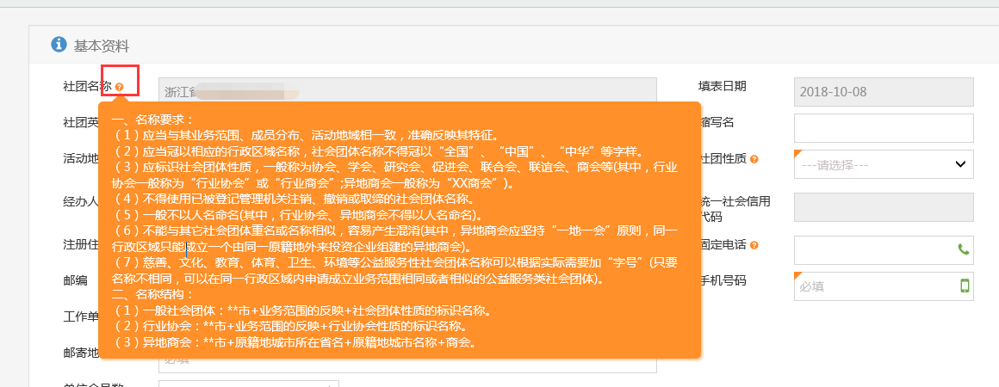 基本资料
社团名称
浙江省
填表日期
2018-10-08
社团英
缩写名
活动地
社团性质
---请选择---
经办人
统一社会信用
代码
注册住
固定电话
邮编
手机号码
必填
工作单
邮寄地
必填
一、名称要求：
（1）应当与其业务范围、成员分布、活动地域相一致，准确反映其特征。
（2）应当冠以相应的行政区域名称，社会团体名称不得冠以“全国”、“中国”、“中华”等字样。
（3）应标识社会团体性质，一般称为协会、学会、研究会、促进会、联合会、联谊会、商会等(其中，行业
协会一般称为“行业协会”或“行业商会”;异地商会一般称为“XX商会”)。
（4）不得使用已被登记管理机关注销、撤销或取缔的社会团体名称。
（5）一般不以人名命名(其中，行业协会、异地商会不得以人名命名)。
（6）不能与其它社会团体重名或名称相似，容易产生混淆(其中，异地商会应坚持“一地一会”原则，同一
行政区域只能成立一个由同一原籍地外来投资企业组建的异地商会)。
（7）慈善、文化、教育、体育、卫生、环境等公益服务性社会团体名称可以根据实际需要加“字号”(只要
名称不相同，可以在同一行政区域内申请成立业务范围相同或者相似的公益服务类社会团体)。
二、名称结构：
（1）一般社会团体：**市+业务范围的反映+社会团体性质的标识名称。
（2）行业协会：**市+业务范围的反映+行业协会性质的标识名称。
（3）异地商会：**市+原籍地城市所在省名+原籍地城市名称+商会。